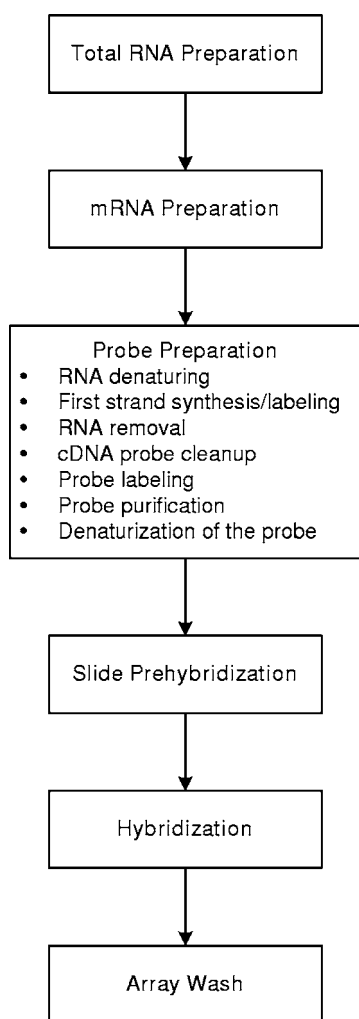 Total RNA Preparation
mRNA Preparation
Probe Preparation
• RNA denaturing
• First strand synthesis/labeling
• RNA removal
• cDNA probe cleanup
• Probe labeling
• Probe purification
• Denaturization of the probe
Slide Prehybridization
Hybridization
Array Wash